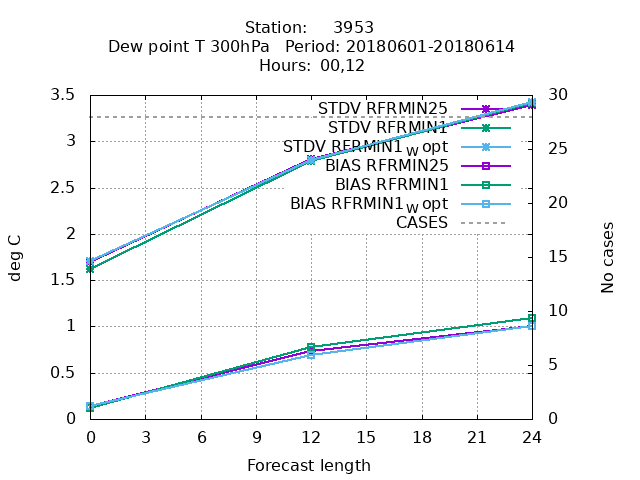 Station: 3953
Dew point T 300hPa Period: 20180601-20180614
Hours: 00,12
3.5
3
2.5
2
1.5
1
0.5
0
deg C
30
25
20
15
10
5
0
No cases
STDV RFRMIN25
STDV RFRMIN1
STDV RFRMIN1w opt
BIAS RFRMIN25
BIAS RFRMIN1
BIAS RFRMIN1w opt
CASES
0 3 6 9 12 15 18 21 24
Forecast length